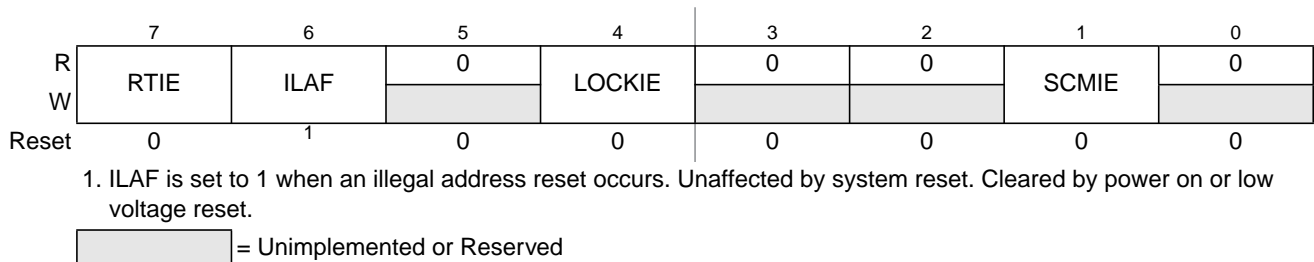 7 6 5 4 3 2 1 0
R RTIE ILAF 0 LOCKIE 0 0 SCMIE 0
W
Reset 0 1 0 0 0 0 0 0
1. ILAF is set to 1 when an illegal address reset occurs. Unaffected by system reset. Cleared by power on or low
voltage reset.
= Unimplemented or Reserved